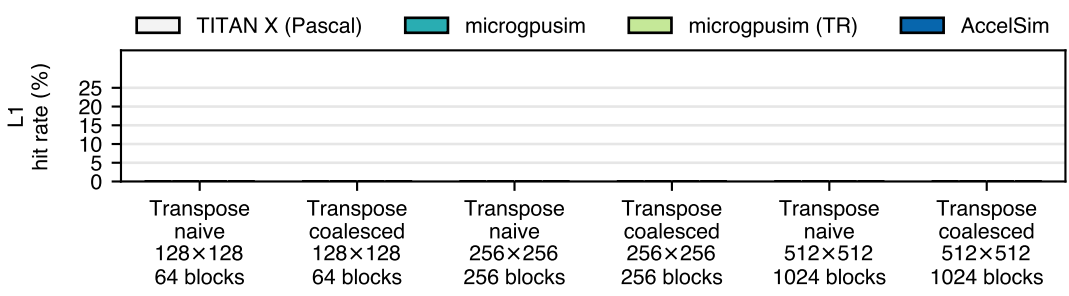 TITAN X (Pascal) microgpusim microgpusim (TR) AccelSim
L1
hit rate (%)
25
20
15
10
5
0
Transpose Transpose Transpose Transpose Transpose Transpose
naive coalesced naive coalesced naive coalesced
128×128 128×128 256×256 256×256 512×512 512×512
64 blocks 64 blocks 256 blocks 256 blocks 1024 blocks 1024 blocks